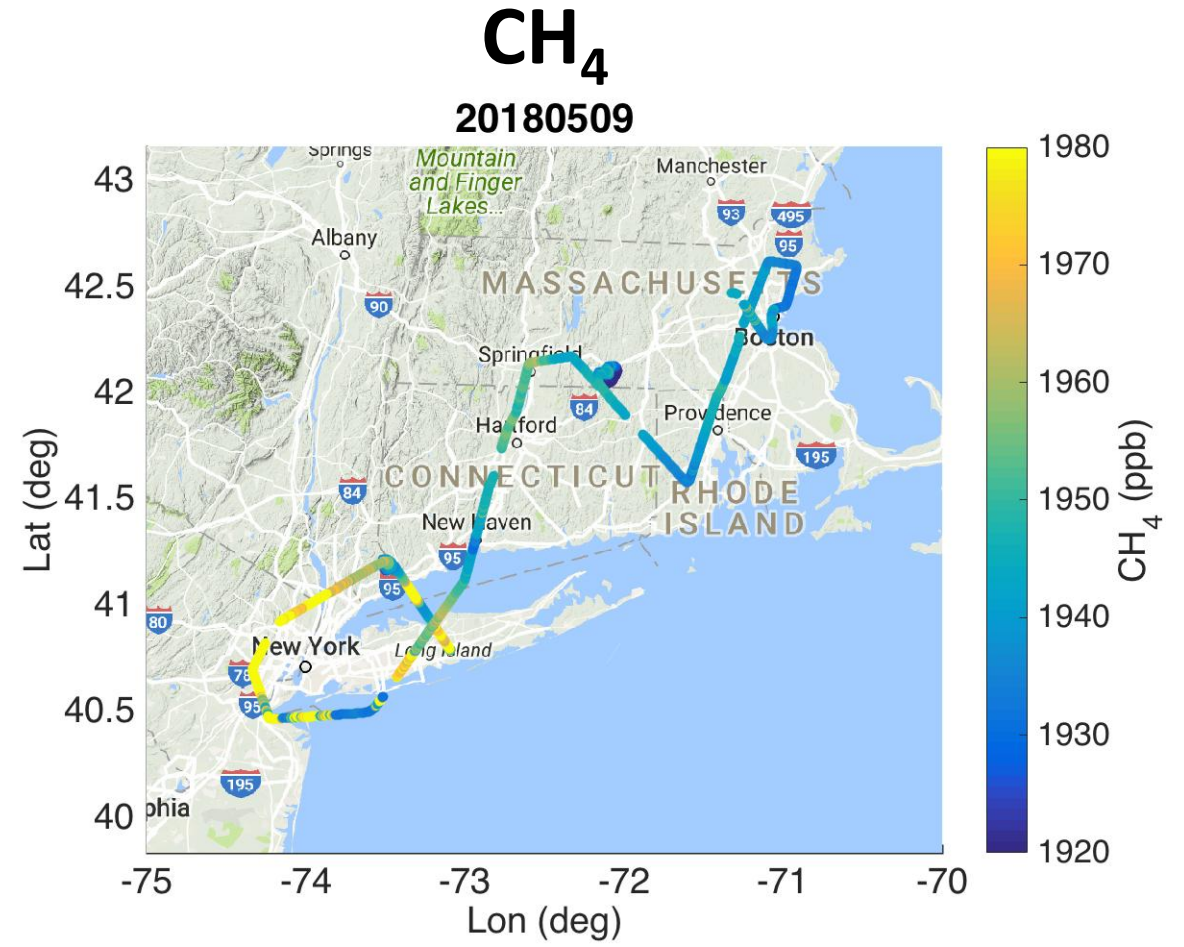 CH4
20180509
Springs
Mountain
and Finger
Lakes...
Manchester
93
495
95
Albany
90
MASSACHUSETTS
Boston
Springfield
84
Hartford
Providence
195
CONNECTICUT
RHODE
ISLAND
84
New Haven
95
95
80
New York
Long Island
78
95
195
phia
43
42.5
42
41.5
41
40.5
40
Lat (deg)
-75
-74
-73
-72
-71
-70
Lon (deg)
1980
1970
1960
1950
1940
1930
1920
CH4 (ppb)